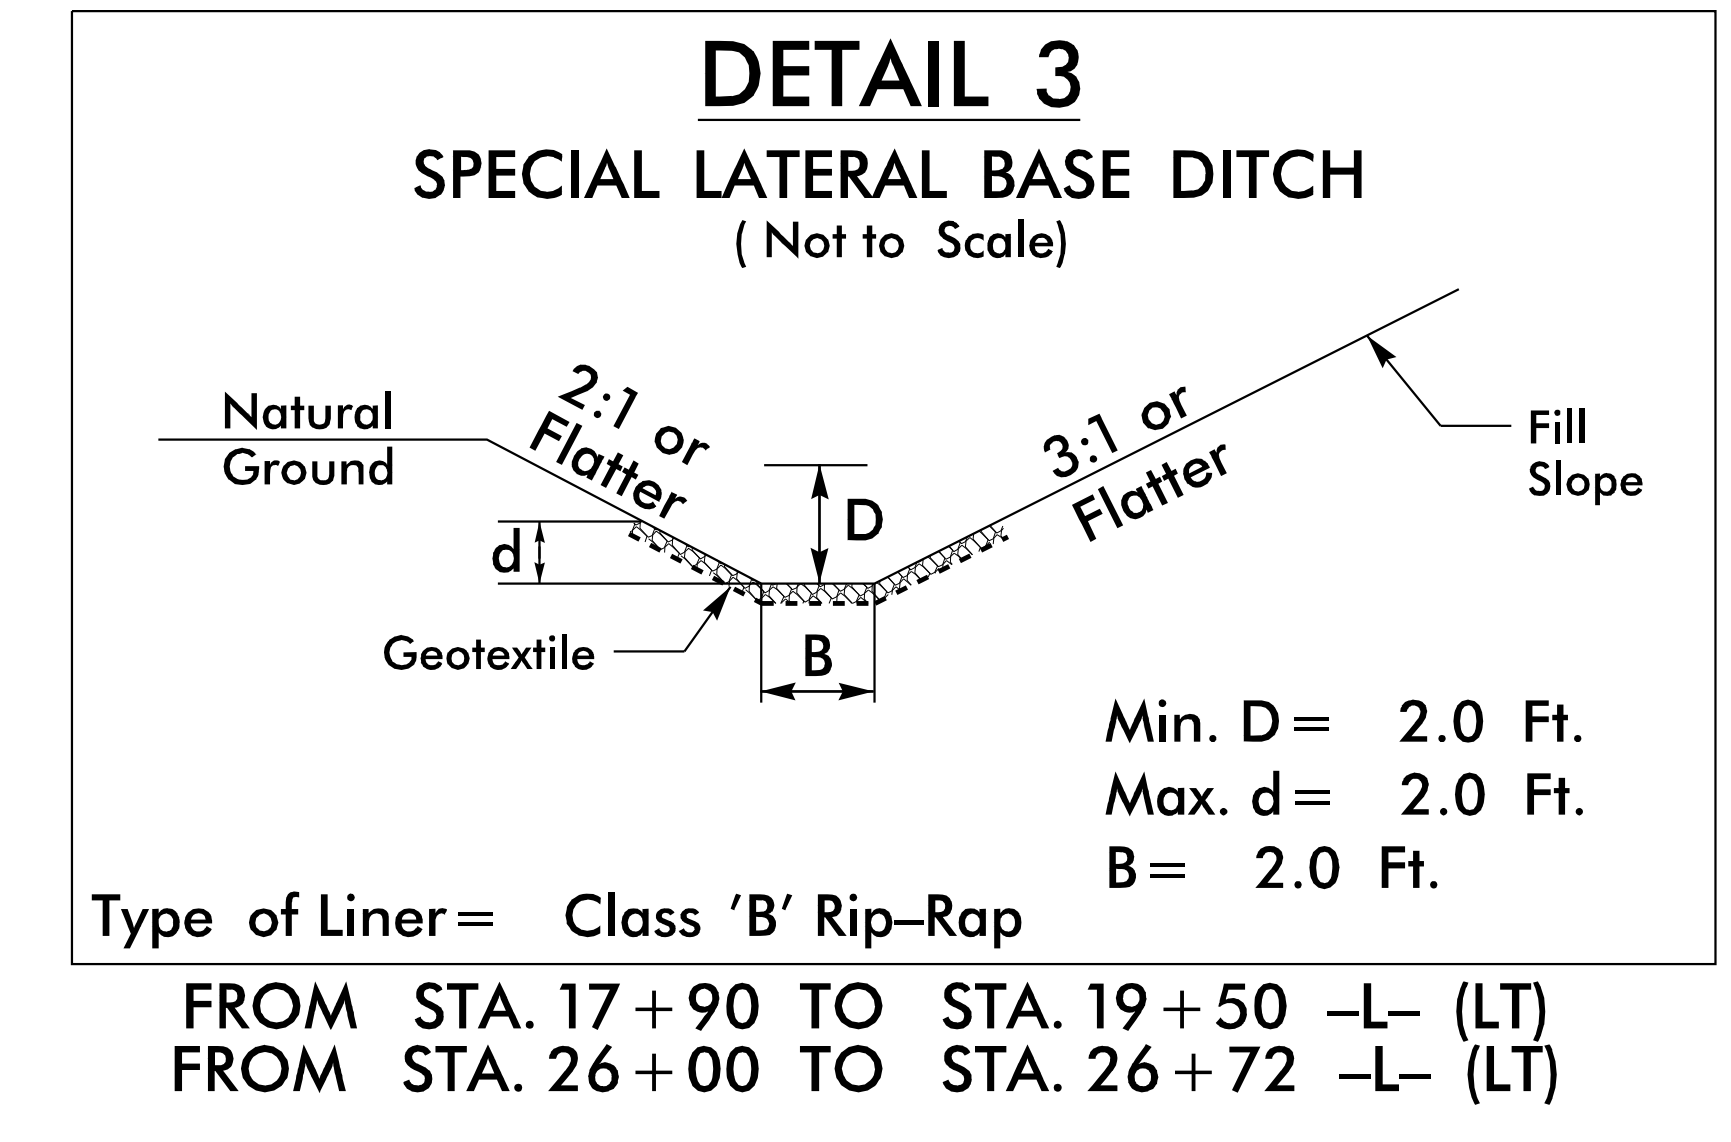 DETAIL 3
SPECIAL LATERAL BASE DITCH
( Not to Scale)
Natural
Ground
2:1 or
Flatter
3:1 or
Flatter
Fill
Slope
D
d
Geotextile
B
Min. D = 2.0 Ft.
Max. d = 2.0 Ft.
B = 2.0 Ft.
Type of Liner = Class 'B' Rip-Rap
FROM STA. 17+90 TO STA. 19+50 -L- (LT)
FROM STA. 26+00 TO STA. 26+72 -L- (LT)